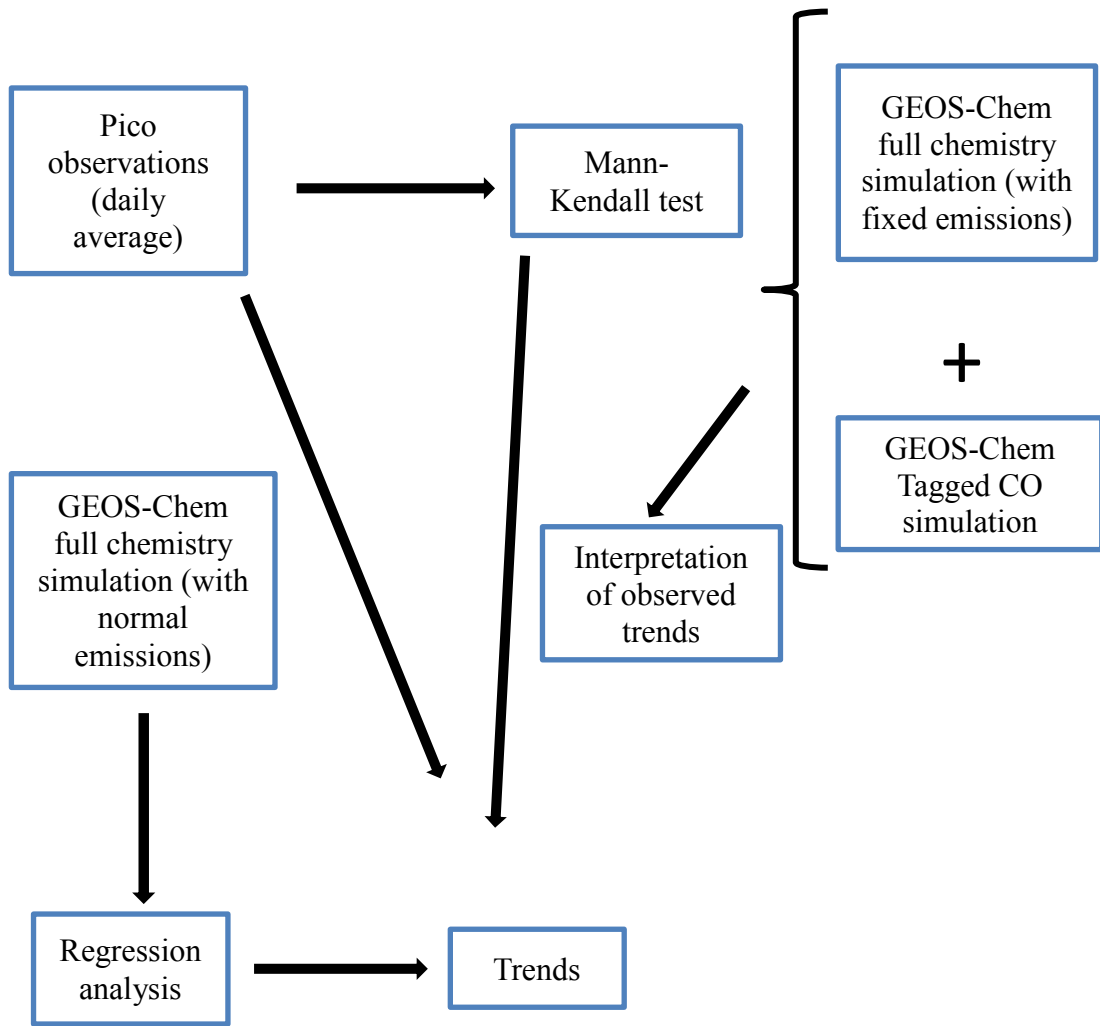 Pico
observations
(daily
average)
Mann-
Kendall test
GEOS-Chem
full chemistry
simulation (with
fixed emissions)
+
GEOS-Chem
Tagged CO
simulation
GEOS-Chem
full chemistry
simulation (with
normal
emissions)
Interpretation
of observed
trends
Regression
analysis
Trends